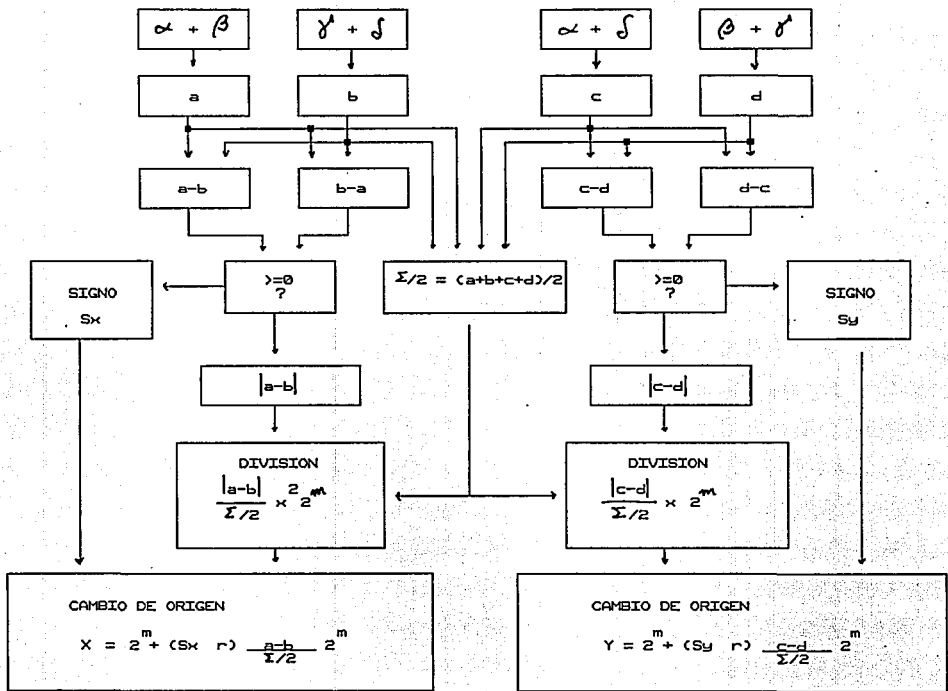 α + β
γ + δ
α + δ
β + γ
a
b
c
d
a-b
b-a
c-d
d-c
SIGNO
Sx
>=0
?
Σ/2 = (a+b+c+d)/2
>=0
?
SIGNO
Sy
|a-b|
|c-d|
DIVISION
|a-b|
Σ/2
x 2 2^m
DIVISION
|c-d|
Σ/2
x 2^m
CAMBIO DE ORIGEN
X = 2^m + (Sx r) a-b / Σ/2 2^m
CAMBIO DE ORIGEN
Y = 2^m + (Sy r) c-d / Σ/2 2^m